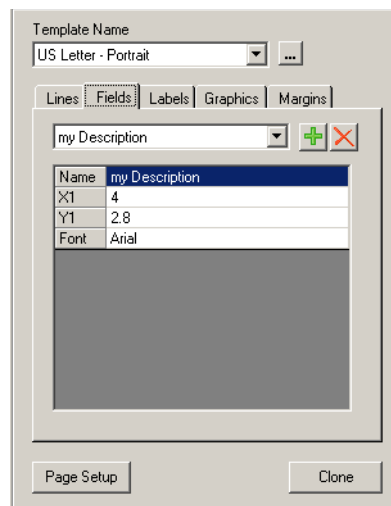 Template Name
US Letter - Portrait
...
Lines Fields Labels Graphics Margins
my Description
Name my Description
X1 4
Y1 2.8
Font Arial
Page Setup Clone